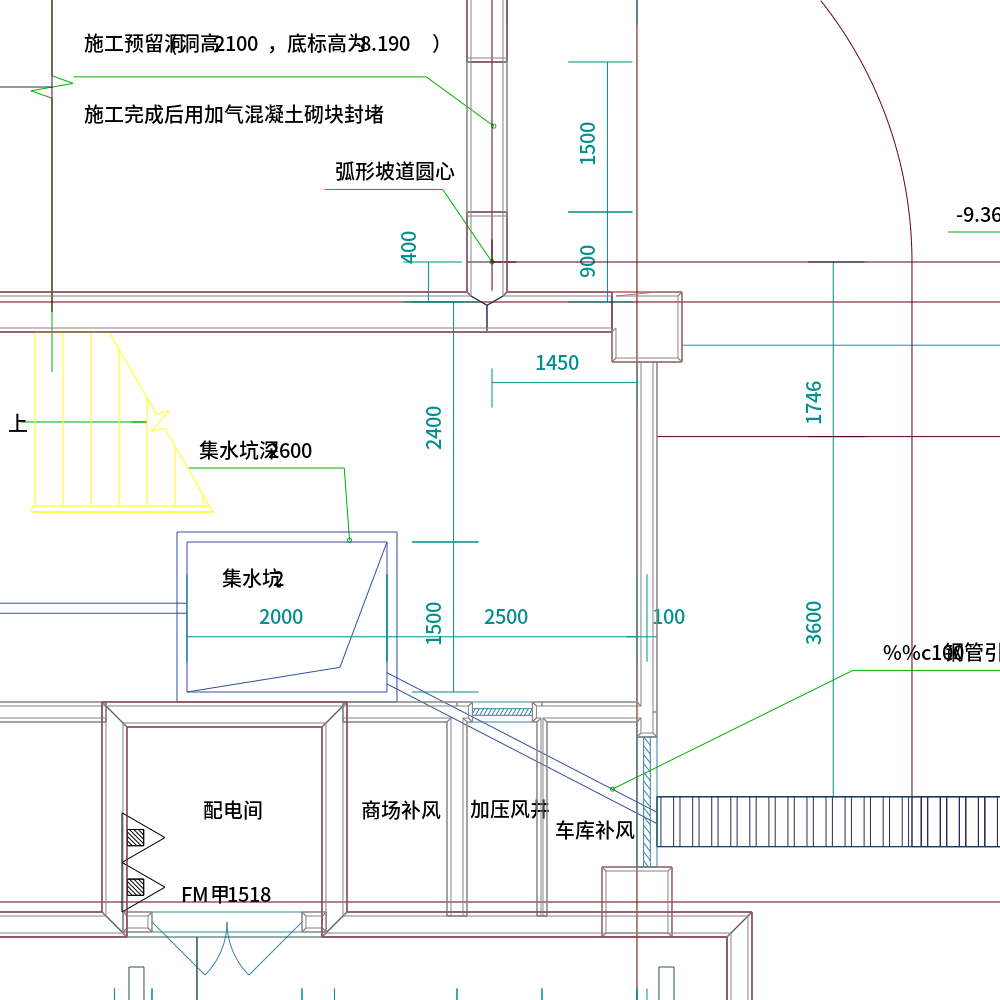 施工预留洞(洞高2100，底标高为-8.190）
施工完成后用加气混凝土砌块封堵
弧形坡道圆心
1500
-9.36
400
900
1450
1746
2400
上
集水坑深2600
集水坑2
2000
1500
2500
100
3600
%%c100钢管引
配电间
商场补风
加压风井
车库补风
FM甲1518